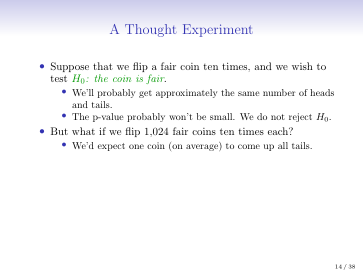 A Thought Experiment
• Suppose that we flip a fair coin ten times, and we wish to
test H₀: the coin is fair.
• We'll probably get approximately the same number of heads
and tails.
• The p-value probably won't be small. We do not reject H₀.
• But what if we flip 1,024 fair coins ten times each?
• We'd expect one coin (on average) to come up all tails.
14 / 38